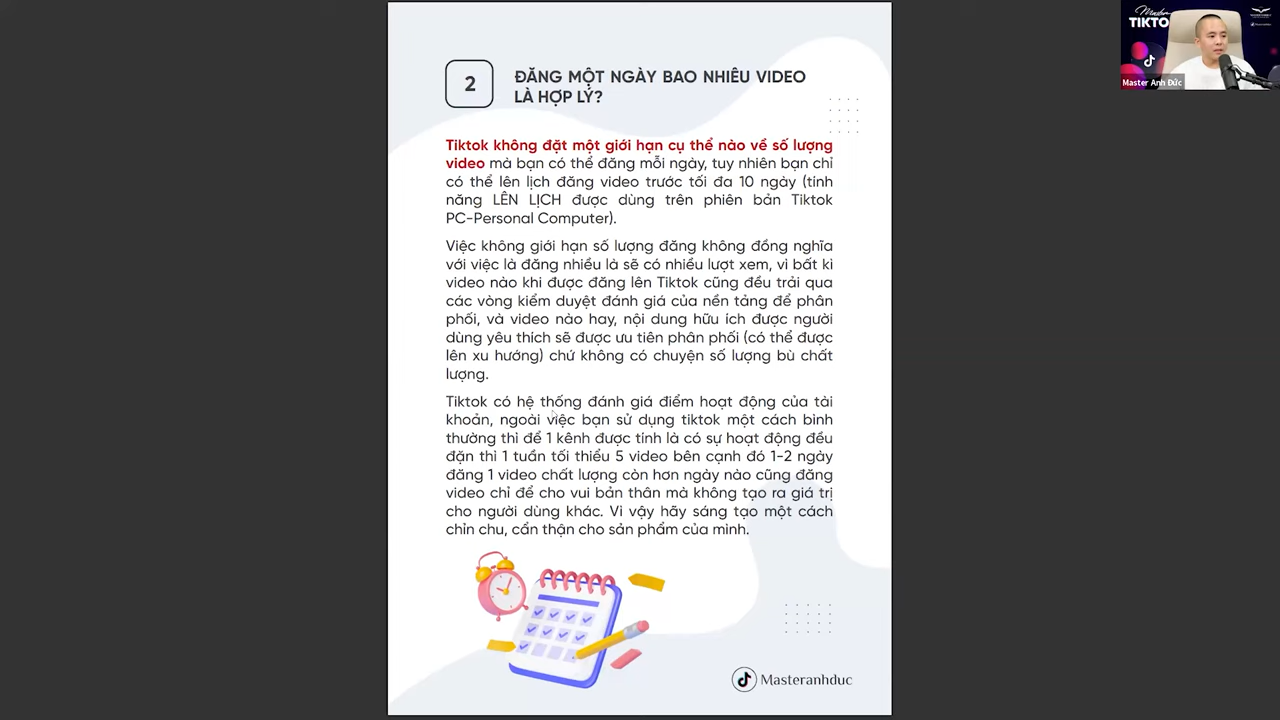 2
ĐĂNG MỘT NGÀY BAO NHIÊU VIDEO
LÀ HỢP LÝ?
Tiktok không đặt một giới hạn cụ thể nào về số lượng
video mà bạn có thể đăng mỗi ngày, tuy nhiên bạn chỉ
có thể lên lịch đăng video trước tối đa 10 ngày (tính
năng LÊN LỊCH được dùng trên phiên bản Tiktok
PC-Personal Computer).
Việc không giới hạn số lượng đăng không đồng nghĩa
với việc là đăng nhiều là sẽ có nhiều lượt xem, vì bất kì
video nào khi được đăng lên Tiktok cũng đều trải qua
các vòng kiểm duyệt đánh giá của nền tảng để phân
phối, và video nào hay, nội dung hữu ích được người
dùng yêu thích sẽ được ưu tiên phân phối (có thể được
lên xu hướng) chứ không có chuyện số lượng bù chất
lượng.
Tiktok có hệ thống đánh giá điểm hoạt động của tài
khoản, ngoài việc bạn sử dụng tiktok một cách bình
thường thì để 1 kênh được tính là có sự hoạt động đều
đặn thì 1 tuần tối thiểu 5 video bên cạnh đó 1-2 ngày
đăng 1 video chất lượng còn hơn ngày nào cũng đăng
video chỉ để cho vui bản thân mà không tạo ra giá trị
cho người dùng khác. Vì vậy hãy sáng tạo một cách
chỉn chu, cẩn thận cho sản phẩm của mình.
Masteranhduc
Master
TIKTO
Master Anh Đức